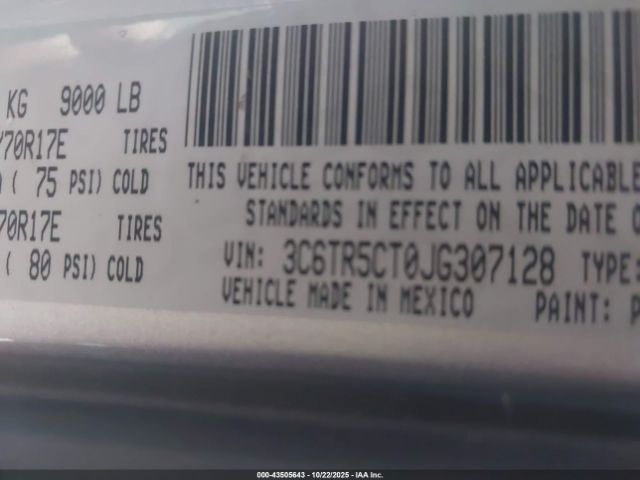 KG 9000 LB
70R17E TIRES
( 75 PSI) COLD
70R17E TIRES
( 80 PSI) COLD
THIS VEHICLE CONFORMS TO ALL APPLICABLE
STANDARDS IN EFFECT ON THE DATE
VIN: 3C6TR5CT0JG307128 TYPE:
VEHICLE MADE IN MEXICO PAINT: P
000-43505643 - 10/22/2025 - IAA Inc.